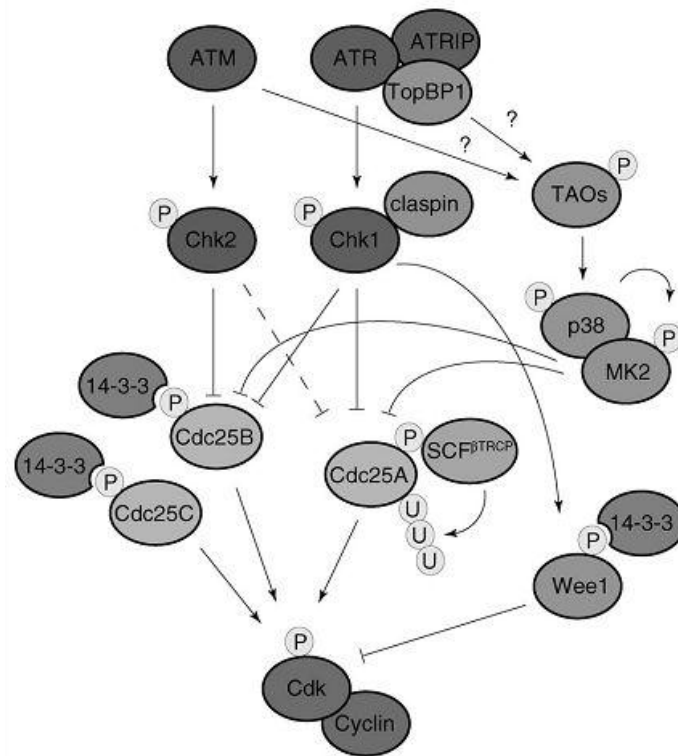 ATM
ATR
ATRIP
TopBP1
?
?
P
TAOs
P
Chk2
P
Chk1
claspin
P
p38
P
MK2
14-3-3
P
Cdc25B
14-3-3
P
Cdc25C
P
SCFβTRCP
Cdc25A
U
U
U
14-3-3
P
Wee1
P
Cdk
Cyclin